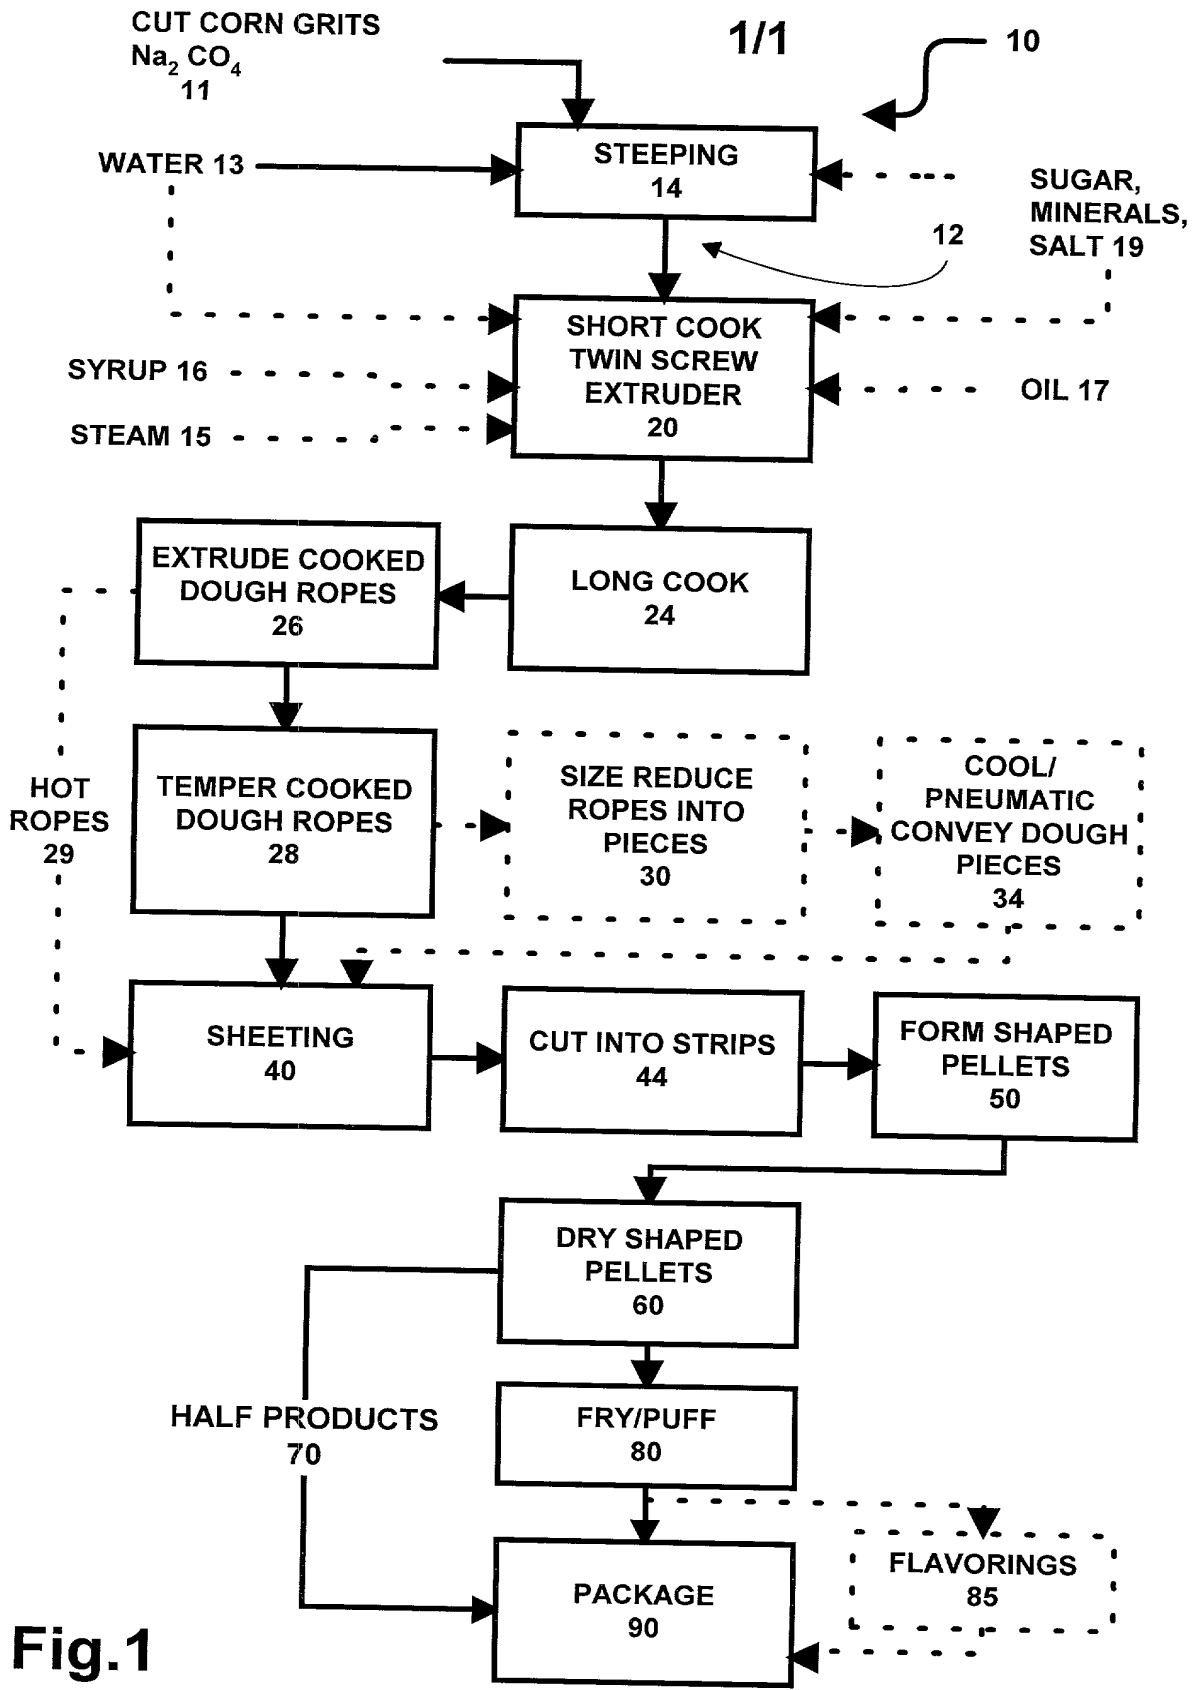 CUT CORN GRITS
Na2 CO4
11
1/1
10
WATER 13
STEEPING
14
SUGAR,
MINERALS,
SALT 19
12
SHORT COOK
TWIN SCREW
EXTRUDER
20
SYRUP 16
STEAM 15
OIL 17
EXTRUDE COOKED
DOUGH ROPES
26
LONG COOK
24
HOT
ROPES
29
TEMPER COOKED
DOUGH ROPES
28
SIZE REDUCE
ROPES INTO
PIECES
30
COOL/
PNEUMATIC
CONVEY DOUGH
PIECES
34
SHEETING
40
CUT INTO STRIPS
44
FORM SHAPED
PELLETS
50
DRY SHAPED
PELLETS
60
HALF PRODUCTS
70
FRY/PUFF
80
FLAVORINGS
85
PACKAGE
90
Fig.1